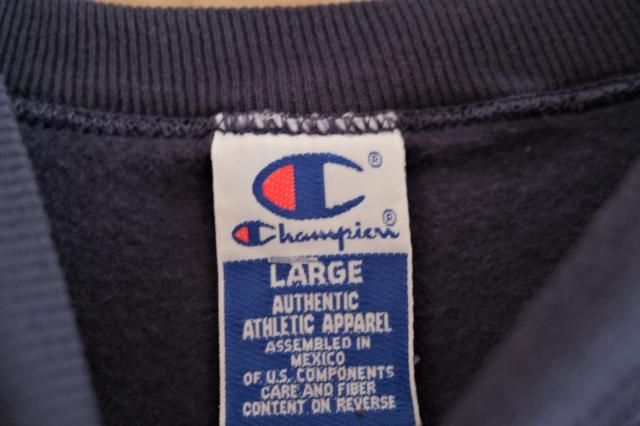 C®
Champion®
LARGE
AUTHENTIC
ATHLETIC APPAREL
ASSEMBLED IN
MEXICO
OF U.S. COMPONENTS
CARE AND FIBER
CONTENT ON REVERSE